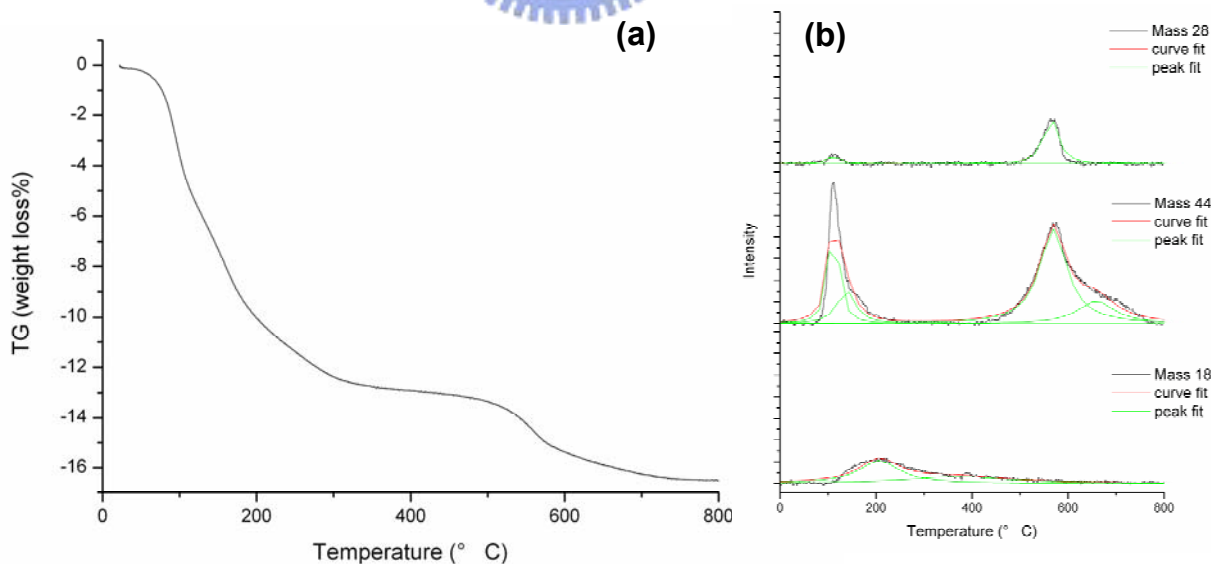 (a)
TG (weight loss%)
0
-2
-4
-6
-8
-10
-12
-14
-16
0
200
400
600
800
Temperature (° C)
(b)
Mass 28
curve fit
peak fit
Mass 44
curve fit
peak fit
Mass 18
curve fit
peak fit
Intensity
0
200
400
600
800
Temperature (° C)